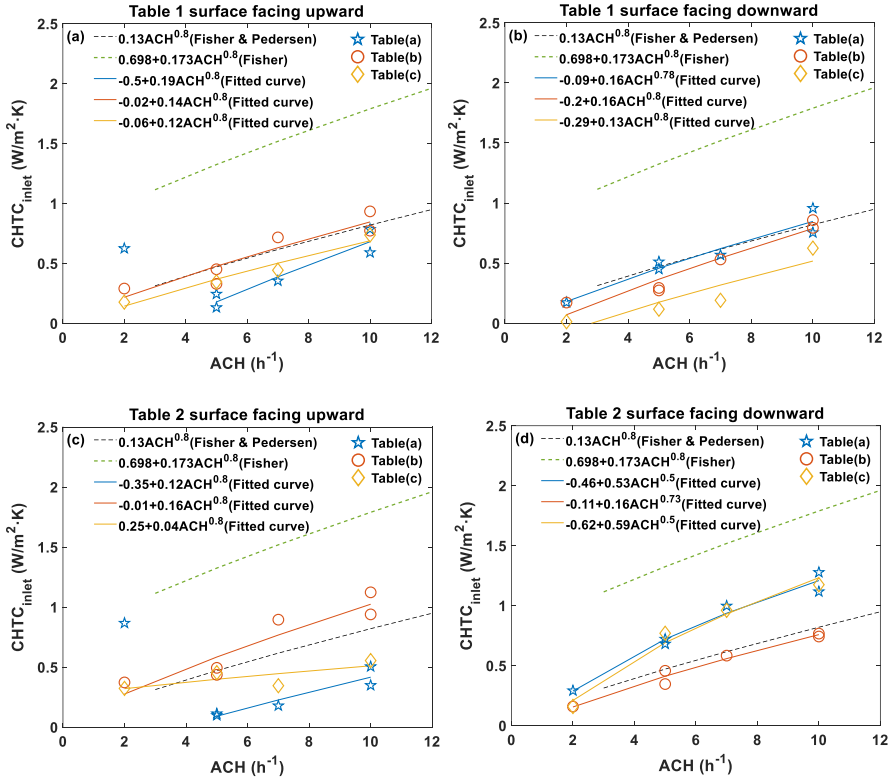 Table 1 surface facing upward
(a)
0.13ACH^0.8(Fisher & Pedersen)
0.698+0.173ACH^0.8(Fisher)
-0.5+0.19ACH^0.8(Fitted curve)
-0.02+0.14ACH^0.8(Fitted curve)
-0.06+0.12ACH^0.8(Fitted curve)
Table(a)
Table(b)
Table(c)
2.5
2
1.5
1
0.5
0
CHTC_inlet (W/m^2·K)
0 2 4 6 8 10 12
ACH (h^-1)
Table 1 surface facing downward
(b)
0.13ACH^0.8(Fisher & Pedersen)
0.698+0.173ACH^0.8(Fisher)
-0.09+0.16ACH^0.78(Fitted curve)
-0.2+0.16ACH^0.8(Fitted curve)
-0.29+0.13ACH^0.8(Fitted curve)
Table(a)
Table(b)
Table(c)
2.5
2
1.5
1
0.5
0
CHTC_inlet (W/m^2·K)
0 2 4 6 8 10 12
ACH (h^-1)
Table 2 surface facing upward
(c)
0.13ACH^0.8(Fisher & Pedersen)
0.698+0.173ACH^0.8(Fisher)
-0.35+0.12ACH^0.8(Fitted curve)
-0.01+0.16ACH^0.8(Fitted curve)
0.25+0.04ACH^0.8(Fitted curve)
Table(a)
Table(b)
Table(c)
2.5
2
1.5
1
0.5
0
CHTC_inlet (W/m^2·K)
0 2 4 6 8 10 12
ACH (h^-1)
Table 2 surface facing downward
(d)
0.13ACH^0.8(Fisher & Pedersen)
0.698+0.173ACH^0.8(Fisher)
-0.46+0.53ACH^0.5(Fitted curve)
-0.11+0.16ACH^0.73(Fitted curve)
-0.62+0.59ACH^0.5(Fitted curve)
Table(a)
Table(b)
Table(c)
2.5
2
1.5
1
0.5
0
CHTC_inlet (W/m^2·K)
0 2 4 6 8 10 12
ACH (h^-1)